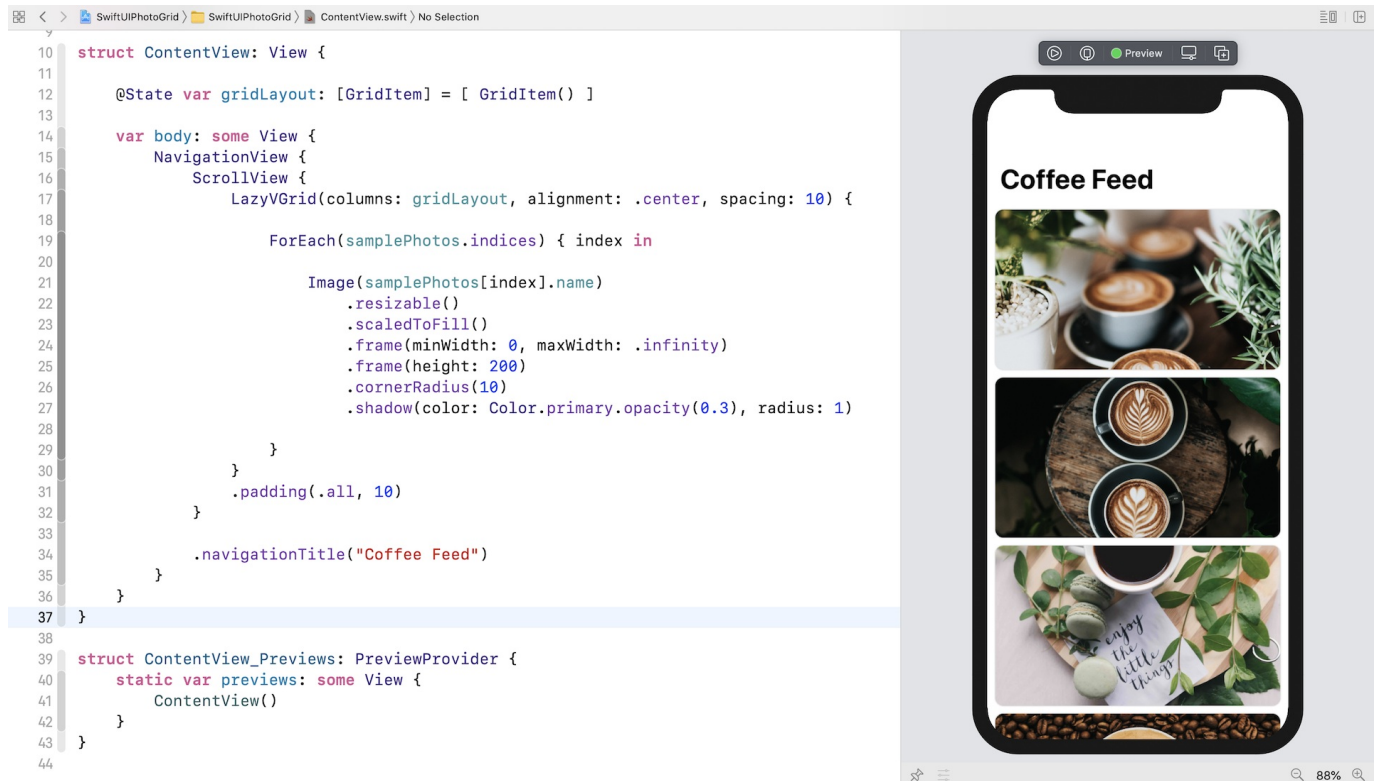 SwiftUIPhotoGrid SwiftUIPhotoGrid ContentView.swift No Selection
9
10 struct ContentView: View {
11
12 @State var gridLayout: [GridItem] = [ GridItem() ]
13
14 var body: some View {
15 NavigationView {
16 ScrollView {
17 LazyVGrid(columns: gridLayout, alignment: .center, spacing: 10) {
18
19 ForEach(samplePhotos.indices) { index in
20
21 Image(samplePhotos[index].name)
22 .resizable()
23 .scaledToFill()
24 .frame(minWidth: 0, maxWidth: .infinity)
25 .frame(height: 200)
26 .cornerRadius(10)
27 .shadow(color: Color.primary.opacity(0.3), radius: 1)
28
29 }
30 }
31 .padding(.all, 10)
32 }
33
34 .navigationTitle("Coffee Feed")
35 }
36 }
37 }
38
39 struct ContentView_Previews: PreviewProvider {
40 static var previews: some View {
41 ContentView()
42 }
43 }
44
Preview
Coffee Feed
enjoy
the
little
things
88%